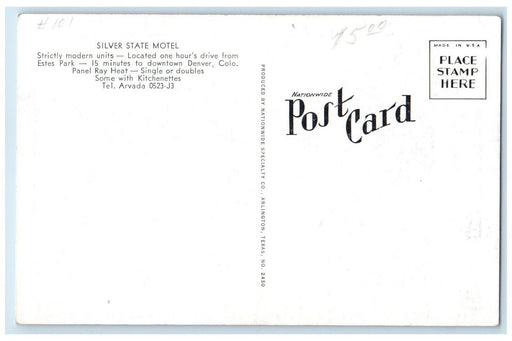 #101
$5.00
SILVER STATE MOTEL
Strictly modern units — Located one hour's drive from
Estes Park — 15 minutes to downtown Denver, Colo.
Panel Ray Heat — Single or doubles
Some with Kitchenettes
Tel. Arvada 0523-J3
PRODUCED BY NATIONWIDE SPECIALTY CO., ARLINGTON, TEXAS, NO. 2450
NATIONWIDE
Post Card
MADE IN U.S.A.
PLACE
STAMP
HERE